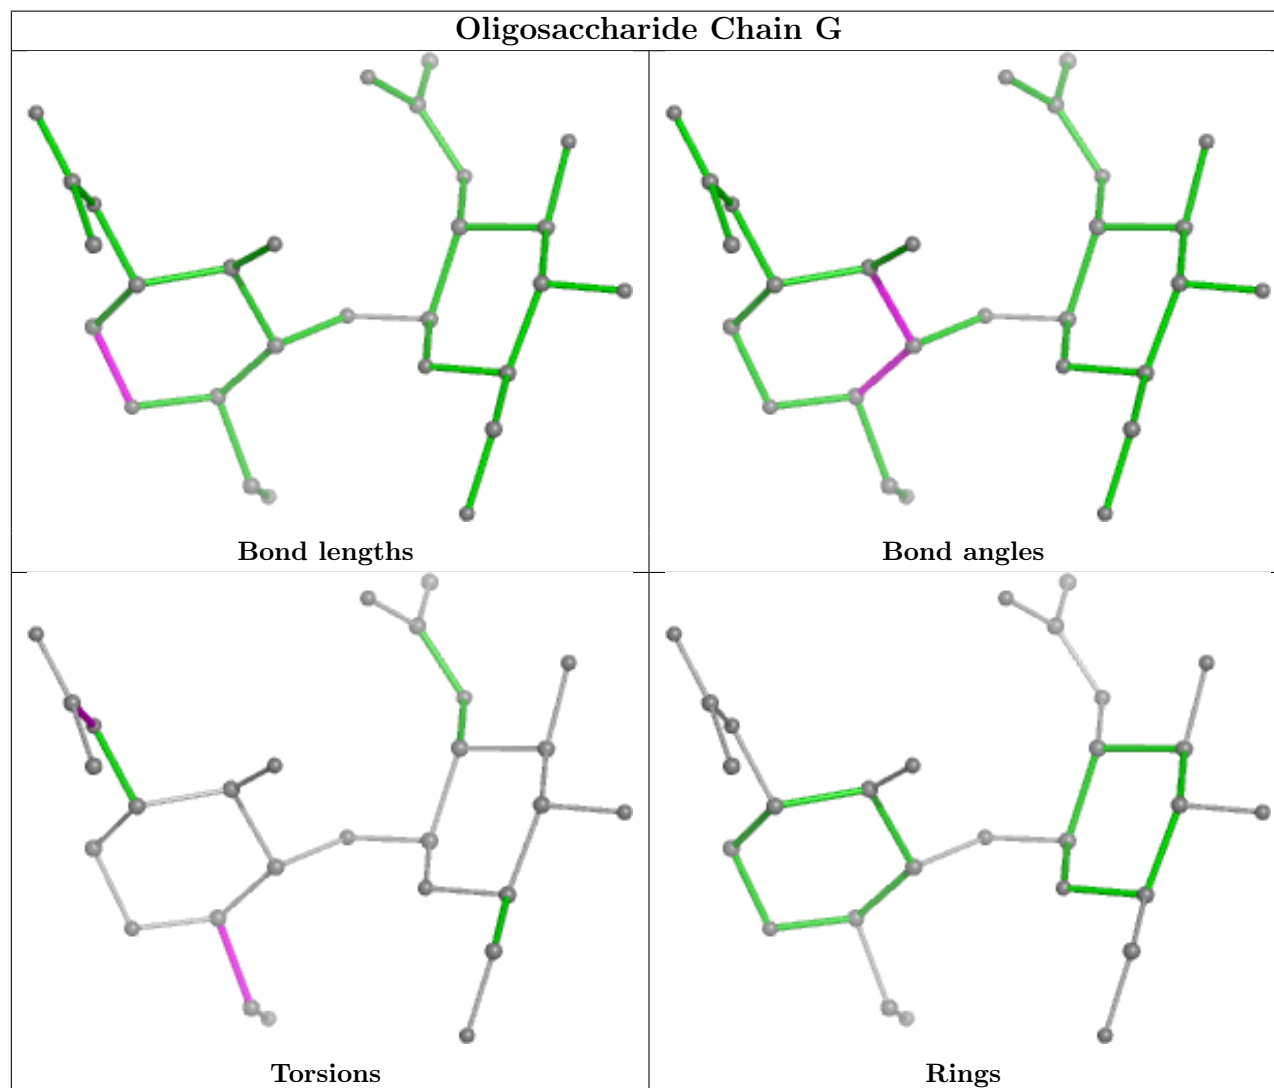 Oligosaccharide Chain G
Bond lengths
Bond angles
Torsions
Rings